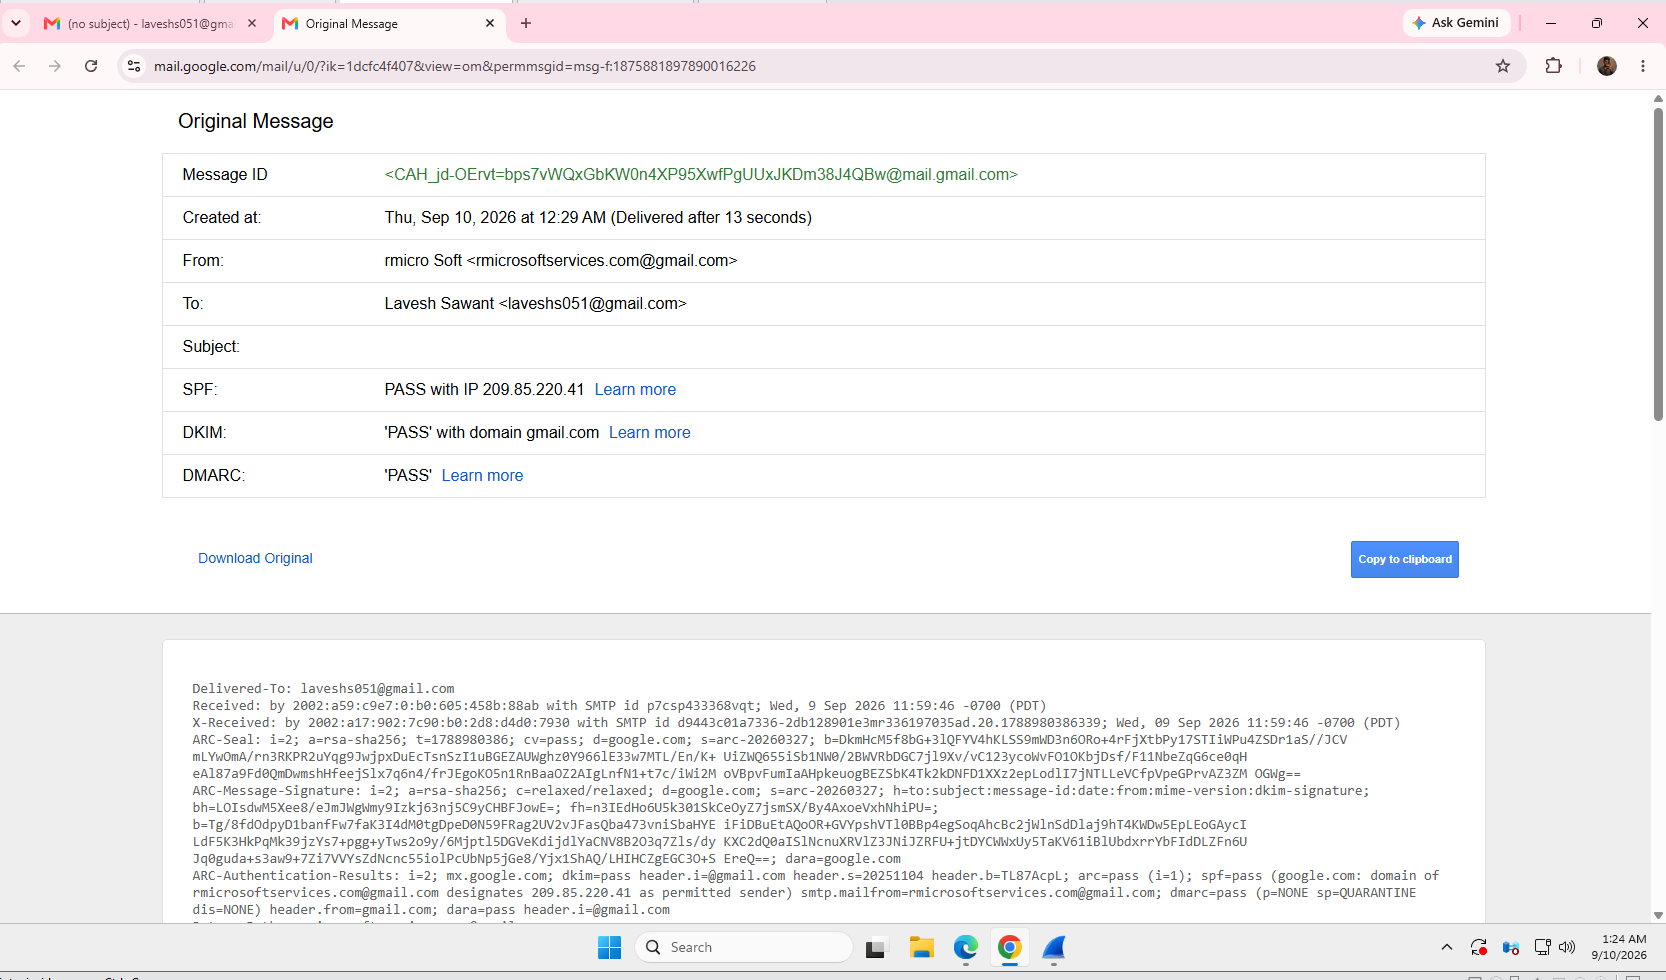 (no subject) - laveshs051@gma
Original Message
Ask Gemini
mail.google.com/mail/u/0/?ik=1dcfc4f407&view=om&permmsgid=msg-f:1875881897890016226
Original Message
Message ID <CAH_jd-OErvt=bps7vWQxGbKW0n4XP95XwfPgUUxJKDm38J4QBw@mail.gmail.com>
Created at: Thu, Sep 10, 2026 at 12:29 AM (Delivered after 13 seconds)
From: rmicro Soft <rmicrosoftservices.com@gmail.com>
To: Lavesh Sawant <laveshs051@gmail.com>
Subject:
SPF: PASS with IP 209.85.220.41 Learn more
DKIM: 'PASS' with domain gmail.com Learn more
DMARC: 'PASS' Learn more
Download Original
Copy to clipboard
Delivered-To: laveshs051@gmail.com
Received: by 2002:a59:c9e7:0:b0:605:458b:88ab with SMTP id p7csp433368vqt; Wed, 9 Sep 2026 11:59:46 -0700 (PDT)
X-Received: by 2002:a17:902:7c90:b0:2d8:d4d0:7930 with SMTP id d9443c01a7336-2db128901e3mr336197035ad.20.1788980386339; Wed, 09 Sep 2026 11:59:46 -0700 (PDT)
ARC-Seal: i=2; a=rsa-sha256; t=1788980386; cv=pass; d=google.com; s=arc-20260327; b=DkmHcM5f8bG+3lQFYV4hKLSS9mWD3n6ORo+4rFjXtbPy17STIiWPu4ZSDr1aS//JCV
mLYwOmA/rn3RKPR2uYqg9JwjpxDuEcTsnSzI1uBGEZAUWghz0Y966lE33w7MTL/En/K+ UiZWQ655iSb1NW0/2BWVRbDGC7jl9Xv/vC123ycoWvFO1OKbjDsf/F11NbeZqG6ce0qH
eAl87a9Fd0QmDwmshHfeejSlx7q6n4/frJEgoKO5n1RnBaaOZ2AIgLnfN1+t7c/iWi2M oVBpvFumIaAHpkeuogBEZSbK4Tk2kDNFD1XXz2epLodlI7jNTLLeVCfpVpeGPrvAZ3ZM OGWg==
ARC-Message-Signature: i=2; a=rsa-sha256; c=relaxed/relaxed; d=google.com; s=arc-20260327; h=to:subject:message-id:date:from:mime-version:dkim-signature;
bh=LOIsdwM5Xee8/eJmJWgWmy9Izkj63nj5C9yCHBFJowE=; fh=n3IEdHo6U5k301SkCeOyZ7jsmSX/By4AxoeVxhNhiPU=;
b=Tg/8fdOdpyD1banfFw7faK3I4dM0tgDpeD0N59FRag2UV2vJFasQba473vniSbaHYE iFiDBuEtAQoOR+GVYpshVTl0BBp4egSoqAhcBc2jWlnSdDlaj9hT4KWDw5EpLEoGAycI
LdF5K3HkPqMk39jzYs7+pgg+yTws2o9y/6Mjptl5DGVeKdijdlYaCNV8B2O3q7Zls/dy KXC2dQ0aISlNcnuXRVlZ3JNiJZRFU+jtDYCWWxUy5TaKV61iBlUbdxrrYbFIdDLZFn6U
Jq0guda+s3aw9+7Zi7VVYsZdNcnc55iolPcUbNp5jGe8/Yjx1ShAQ/LHIHCZgEGC3O+S EreQ==; dara=google.com
ARC-Authentication-Results: i=2; mx.google.com; dkim=pass header.i=@gmail.com header.s=20251104 header.b=TL87AcpL; arc=pass (i=1); spf=pass (google.com: domain of
rmicrosoftservices.com@gmail.com designates 209.85.220.41 as permitted sender) smtp.mailfrom=rmicrosoftservices.com@gmail.com; dmarc=pass (p=NONE sp=QUARANTINE
dis=NONE) header.from=gmail.com; dara=pass header.i=@gmail.com
Search
1:24 AM
9/10/2026